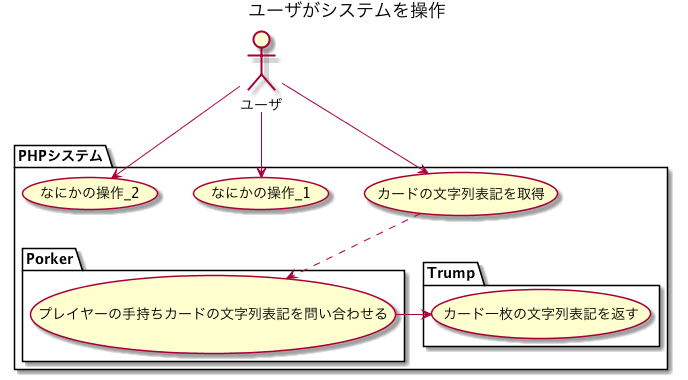 ユーザがシステムを操作
ユーザ
PHPシステム
なにかの操作_2
なにかの操作_1
カードの文字列表記を取得
Porker
プレイヤーの手持ちカードの文字列表記を問い合わせる
Trump
カード一枚の文字列表記を返す